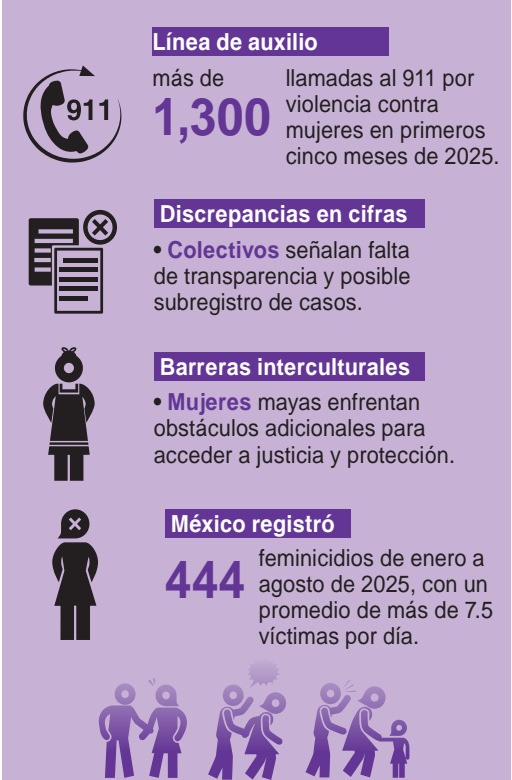 Línea de auxilio
911
más de
1,300
llamadas al 911 por
violencia contra
mujeres en primeros
cinco meses de 2025.
Discrepancias en cifras
• Colectivos señalan falta
de transparencia y posible
subregistro de casos.
Barreras interculturales
• Mujeres mayas enfrentan
obstáculos adicionales para
acceder a justicia y protección.
México registró
444
feminicidios de enero a
agosto de 2025, con un
promedio de más de 7.5
víctimas por día.